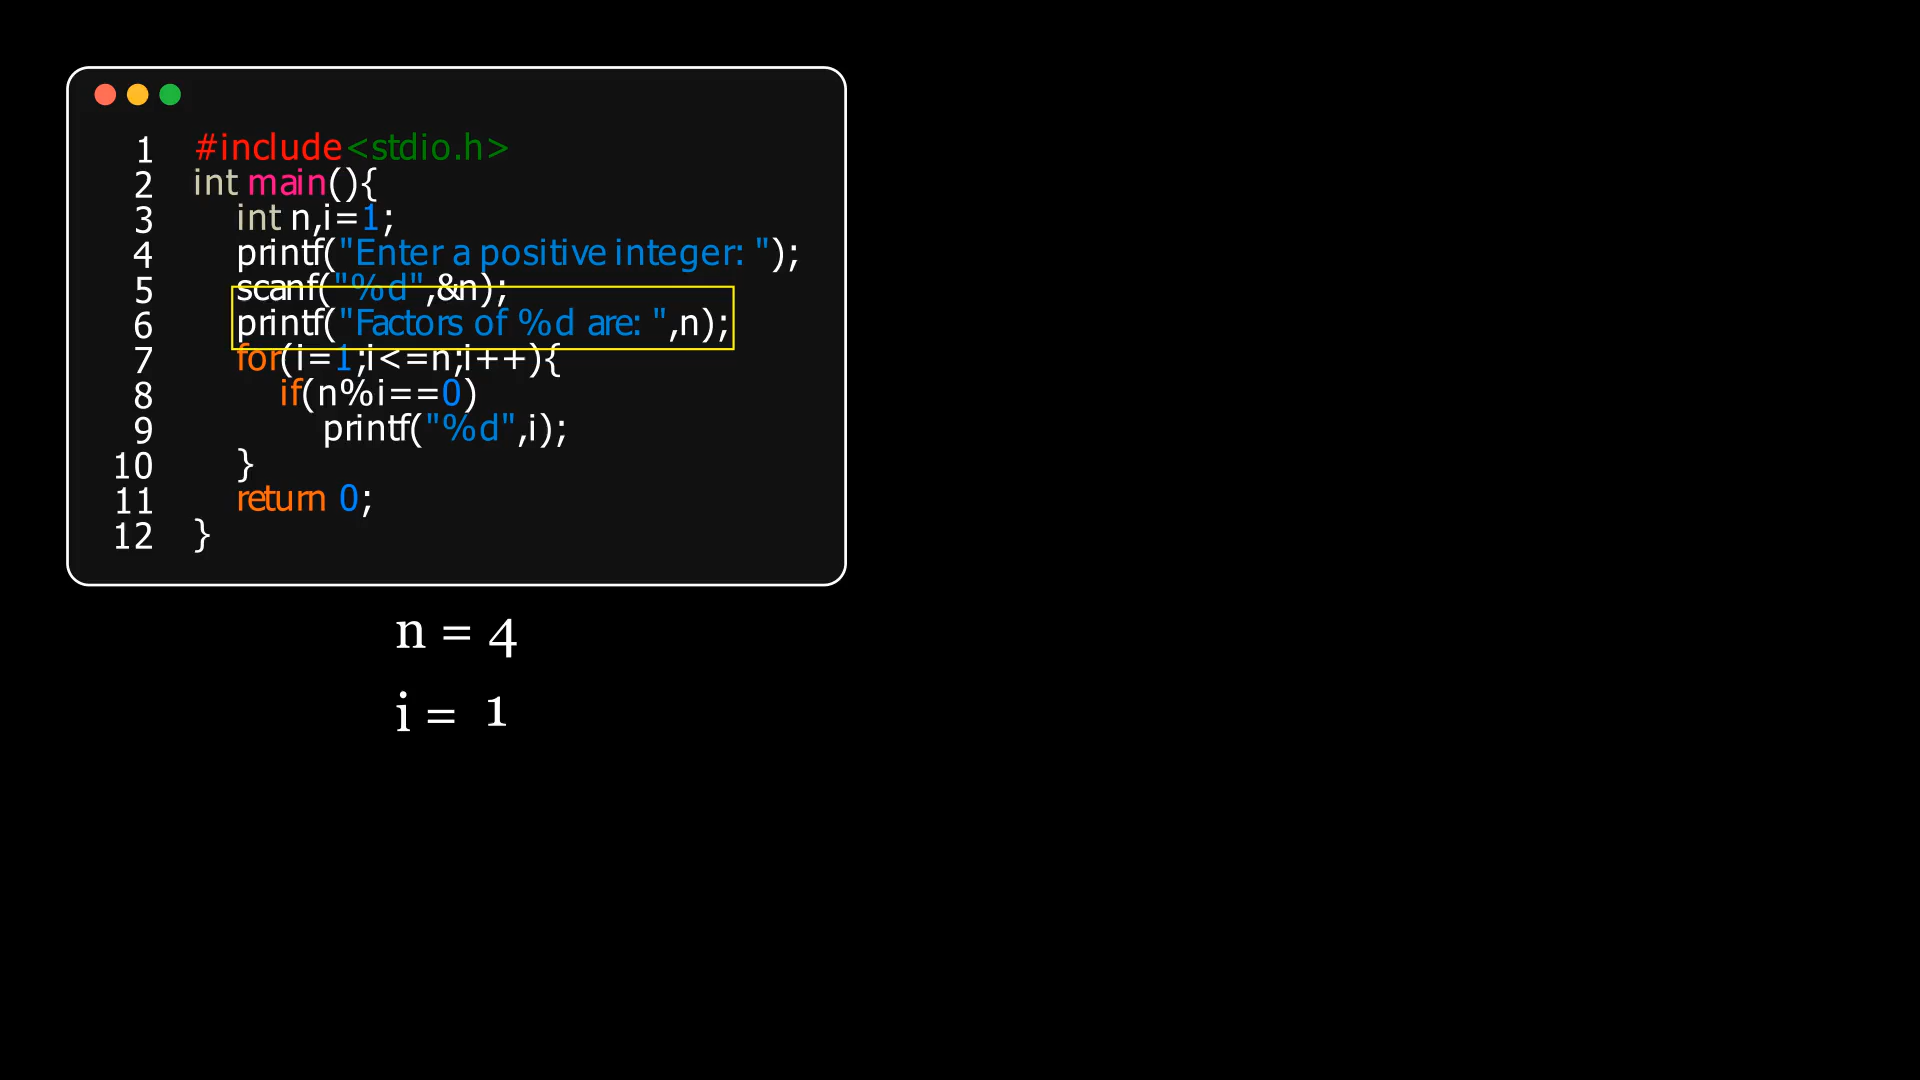 1 #include<stdio.h>
2 int main(){
3 int n,i=1;
4 printf("Enter a positive integer: ");
5 scanf("%d",&n);
6 printf("Factors of %d are: ",n);
7 for(i=1;i<=n;i++){
8 if(n%i==0)
9 printf("%d",i);
10 }
11 return 0;
12 }
n = 4
i = 1